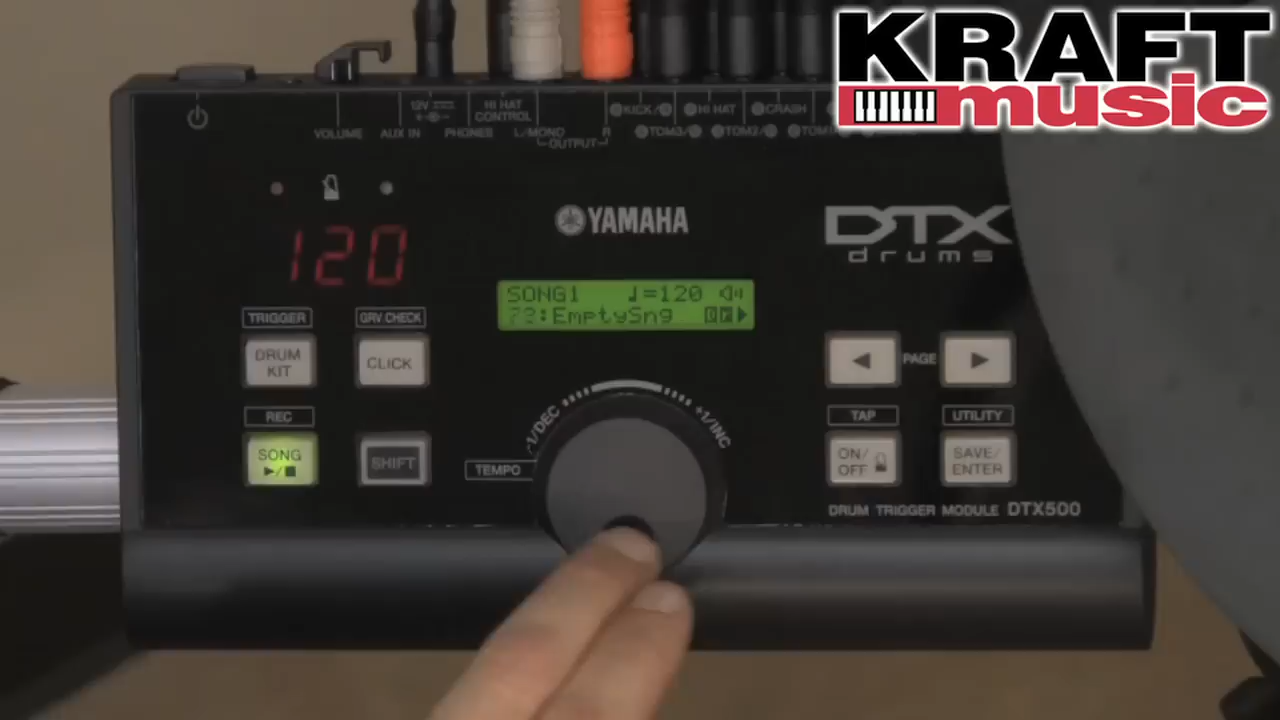 KRAFT
music
12V
HI HAT
CONTROL
KICK/
HI HAT
CRASH
VOLUME
AUX IN
PHONES
L/MONO
R
OUTPUT
TOM3/
TOM2/
120
YAMAHA
DTX
drums
SONG1 ♩=120
:EmptySng
TRIGGER
GRV CHECK
DRUM
KIT
CLICK
PAGE
REC
-1/DEC
+1/INC
TAP
UTILITY
SONG
►/■
SHIFT
TEMPO
ON/
OFF
SAVE/
ENTER
DRUM TRIGGER MODULE DTX500